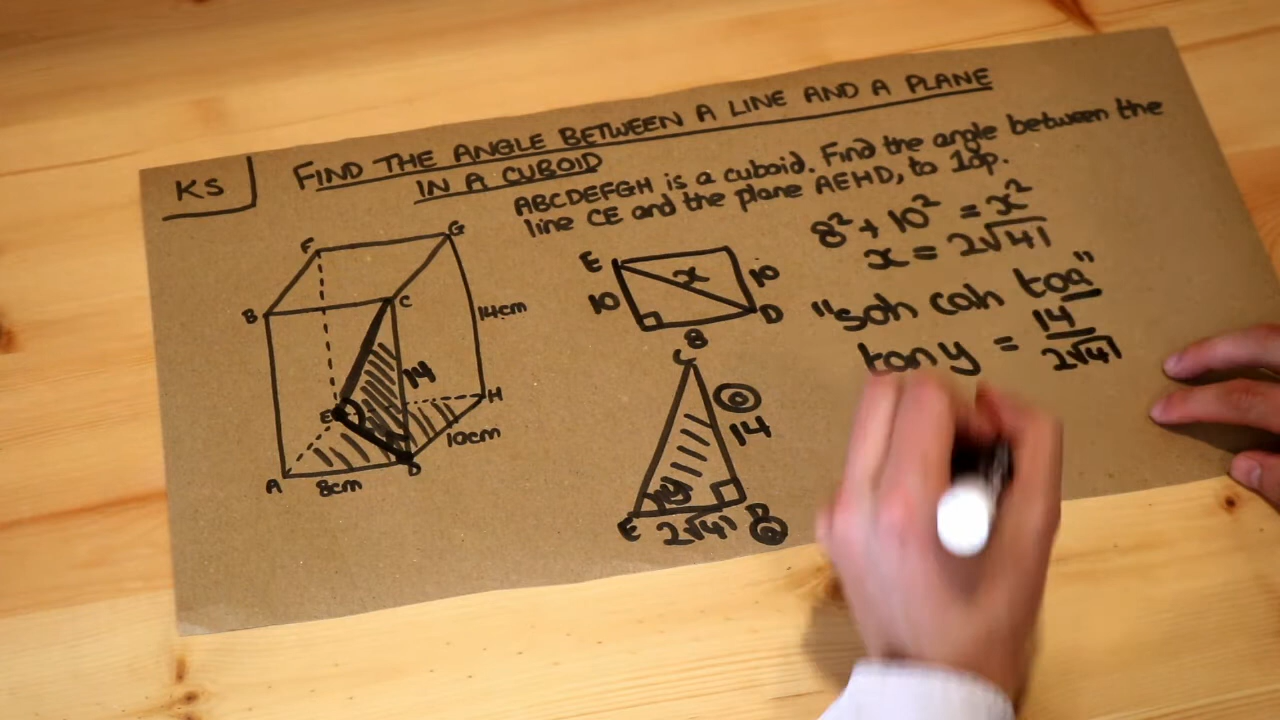 KS
FIND THE ANGLE BETWEEN A LINE AND A PLANE
IN A CUBOID
ABCDEFGH is a cuboid. Find the angle between the
line CE and the plane AEHD, to 1dp.
F
G
B
C
14cm
14
E
H
10cm
A
8cm
D
E
x
10
10
D
8
C
O
14
y
E
2√41
D
a
8² + 10² = x²
x = 2√41
"soh cah toa"
tan y = 14
2√41